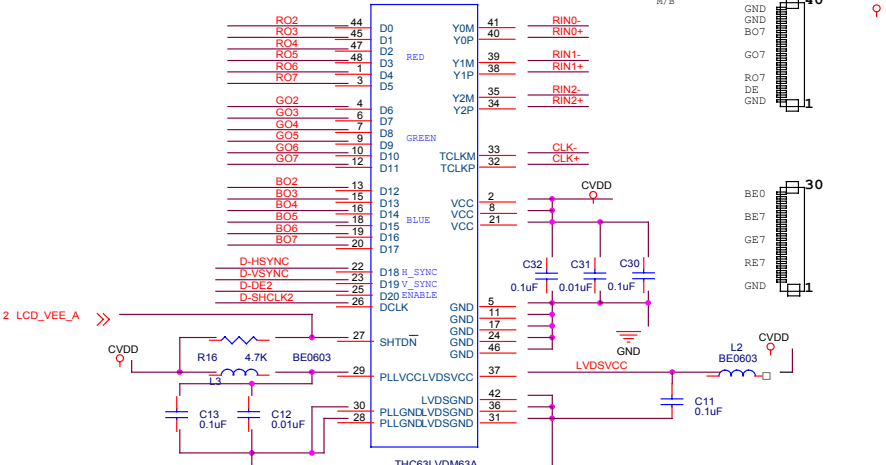 M/B
40
GND
GND
BO7
GO7
RO7
DE
GND
1
RO2 44 D0 Y0M 41 RIN0-
RO3 45 D1 Y0P 40 RIN0+
RO4 47 D2
RO5 48 D3 RED Y1M 39 RIN1-
RO6 1 D4 Y1P 38 RIN1+
RO7 3 D5
Y2M 35 RIN2-
GO2 4 D6 Y2P 34 RIN2+
GO3 6 D7
GO4 7 D8
GO5 9 D9 GREEN
GO6 10 D10 TCLKM 33 CLK-
GO7 12 D11 TCLKP 32 CLK+
BO2 13 D12
BO3 15 D13 VCC 2
BO4 16 D14 VCC 8
BO5 18 D15 BLUE VCC 21
BO6 19 D16
BO7 20 D17
CVDD
C32 C31 C30
0.1uF 0.01uF 0.1uF
D-HSYNC 22 D18 H_SYNC
D-VSYNC 23 D19 V_SYNC
D-DE2 25 D20 ENABLE
D-SHCLK2 26 DCLK
GND 5
GND 11
GND 17
GND 24
GND 46
GND
30
BE0
BE7
GE7
RE7
GND
1
2 LCD_VEE_A
27 SHTDN
CVDD
R16 4.7K BE0603
L3
29 PLLVCC LVDSVCC 37 LVDSVCC
L2
BE0603
CVDD
LVDSGND 42
30 PLLGND LVDSGND 36
28 PLLGND LVDSGND 31
C13
0.1uF
C12
0.01uF
C11
0.1uF
THC63LVDM63A